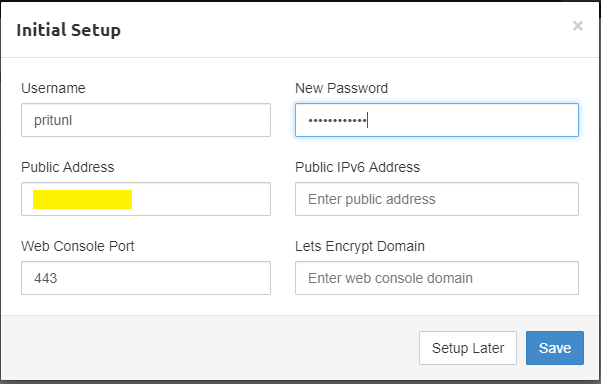 Initial Setup ×
Username New Password
pritunl ••••••••••••
Public Address Public IPv6 Address
Enter public address
Web Console Port Lets Encrypt Domain
443 Enter web console domain
Setup Later Save